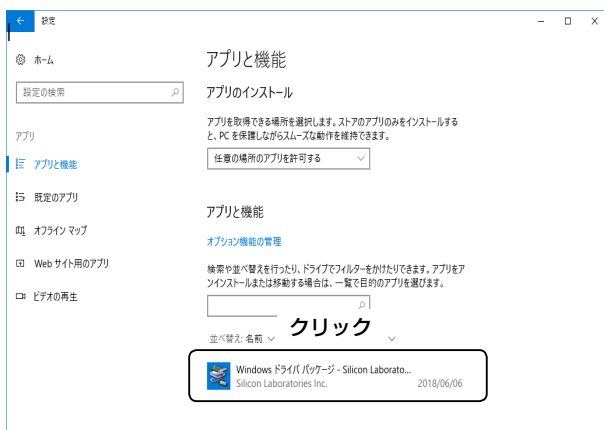 設定
ホーム
設定の検索
アプリ
アプリと機能
既定のアプリ
オフライン マップ
Web サイト用のアプリ
ビデオの再生
アプリと機能
アプリのインストール
アプリを取得できる場所を選択します。ストアのアプリのみをインストールする
と、PC を保護しながらスムーズな動作を維持できます。
任意の場所のアプリを許可する
アプリと機能
オプション機能の管理
検索や並べ替えを行ったり、ドライブでフィルターをかけたりできます。アプリをア
ンインストールまたは移動する場合は、一覧で目的のアプリを選びます。
クリック
並べ替え: 名前
Windows ドライバ パッケージ - Silicon Laborato...
Silicon Laboratories Inc. 2018/06/06